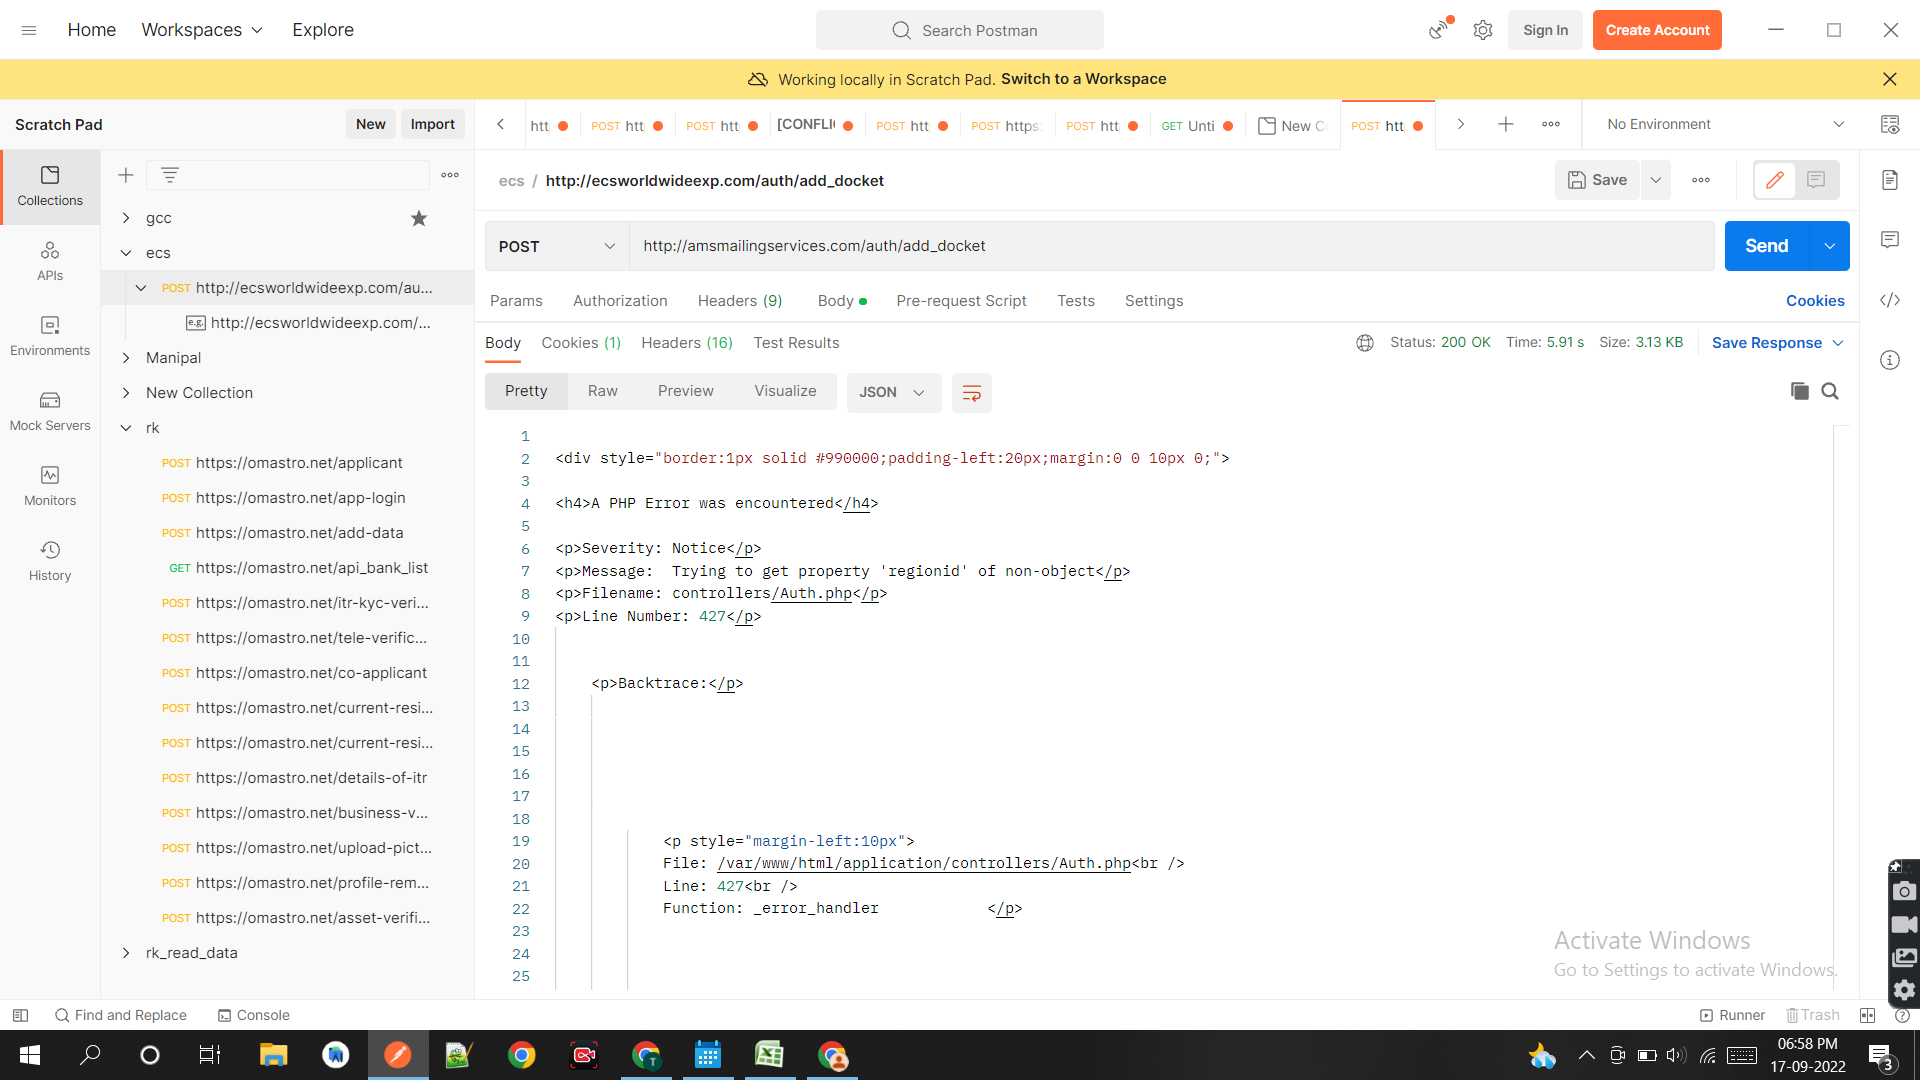 Home
Workspaces
Explore
Search Postman
Sign In
Create Account
Working locally in Scratch Pad. Switch to a Workspace
Scratch Pad
New
Import
htt
POST htt
POST htt
[CONFLIC
POST htt
POST https:
POST htt
GET Unti
New C
POST htt
No Environment
Collections
APIs
Environments
Mock Servers
Monitors
History
gcc
ecs
POST http://ecsworldwideexp.com/au...
e.g. http://ecsworldwideexp.com/...
Manipal
New Collection
rk
POST https://omastro.net/applicant
POST https://omastro.net/app-login
POST https://omastro.net/add-data
GET https://omastro.net/api_bank_list
POST https://omastro.net/itr-kyc-veri...
POST https://omastro.net/tele-verific...
POST https://omastro.net/co-applicant
POST https://omastro.net/current-resi...
POST https://omastro.net/current-resi...
POST https://omastro.net/details-of-itr
POST https://omastro.net/business-v...
POST https://omastro.net/upload-pict...
POST https://omastro.net/profile-rem...
POST https://omastro.net/asset-verifi...
rk_read_data
ecs / http://ecsworldwideexp.com/auth/add_docket
Save
POST
http://amsmailingservices.com/auth/add_docket
Send
Params
Authorization
Headers (9)
Body
Pre-request Script
Tests
Settings
Cookies
Body
Cookies (1)
Headers (16)
Test Results
Status: 200 OK
Time: 5.91 s
Size: 3.13 KB
Save Response
Pretty
Raw
Preview
Visualize
JSON
1
2 <div style="border:1px solid #990000;padding-left:20px;margin:0 0 10px 0;">
3
4 <h4>A PHP Error was encountered</h4>
5
6 <p>Severity: Notice</p>
7 <p>Message:  Trying to get property 'regionid' of non-object</p>
8 <p>Filename: controllers/Auth.php</p>
9 <p>Line Number: 427</p>
10
11
12 <p>Backtrace:</p>
13
14
15
16
17
18
19 <p style="margin-left:10px">
20 File: /var/www/html/application/controllers/Auth.php<br />
21 Line: 427<br />
22 Function: _error_handler            </p>
23
24
25
Activate Windows
Go to Settings to activate Windows.
Find and Replace
Console
Runner
Trash
06:58 PM
17-09-2022
3